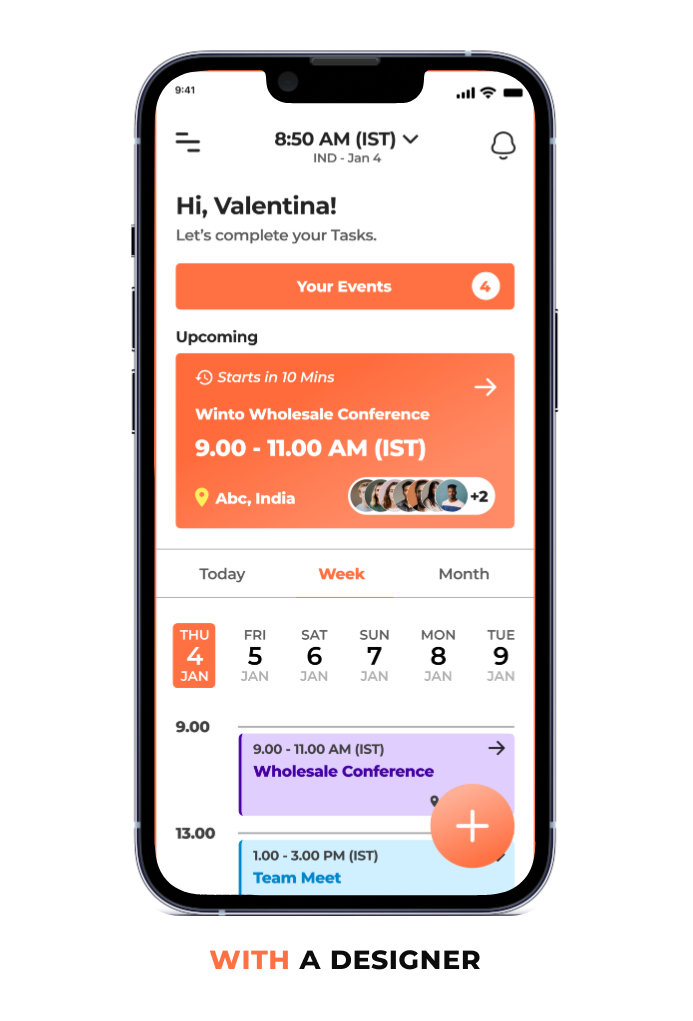 9:41
8:50 AM (IST)
IND - Jan 4
Hi, Valentina!
Let's complete your Tasks.
Your Events 4
Upcoming
Starts in 10 Mins
Winto Wholesale Conference
9.00 - 11.00 AM (IST)
Abc, India +2
Today Week Month
THU FRI SAT SUN MON TUE
4 5 6 7 8 9
JAN JAN JAN JAN JAN JAN
9.00
9.00 - 11.00 AM (IST)
Wholesale Conference
13.00
1.00 - 3.00 PM (IST)
Team Meet
WITH A DESIGNER